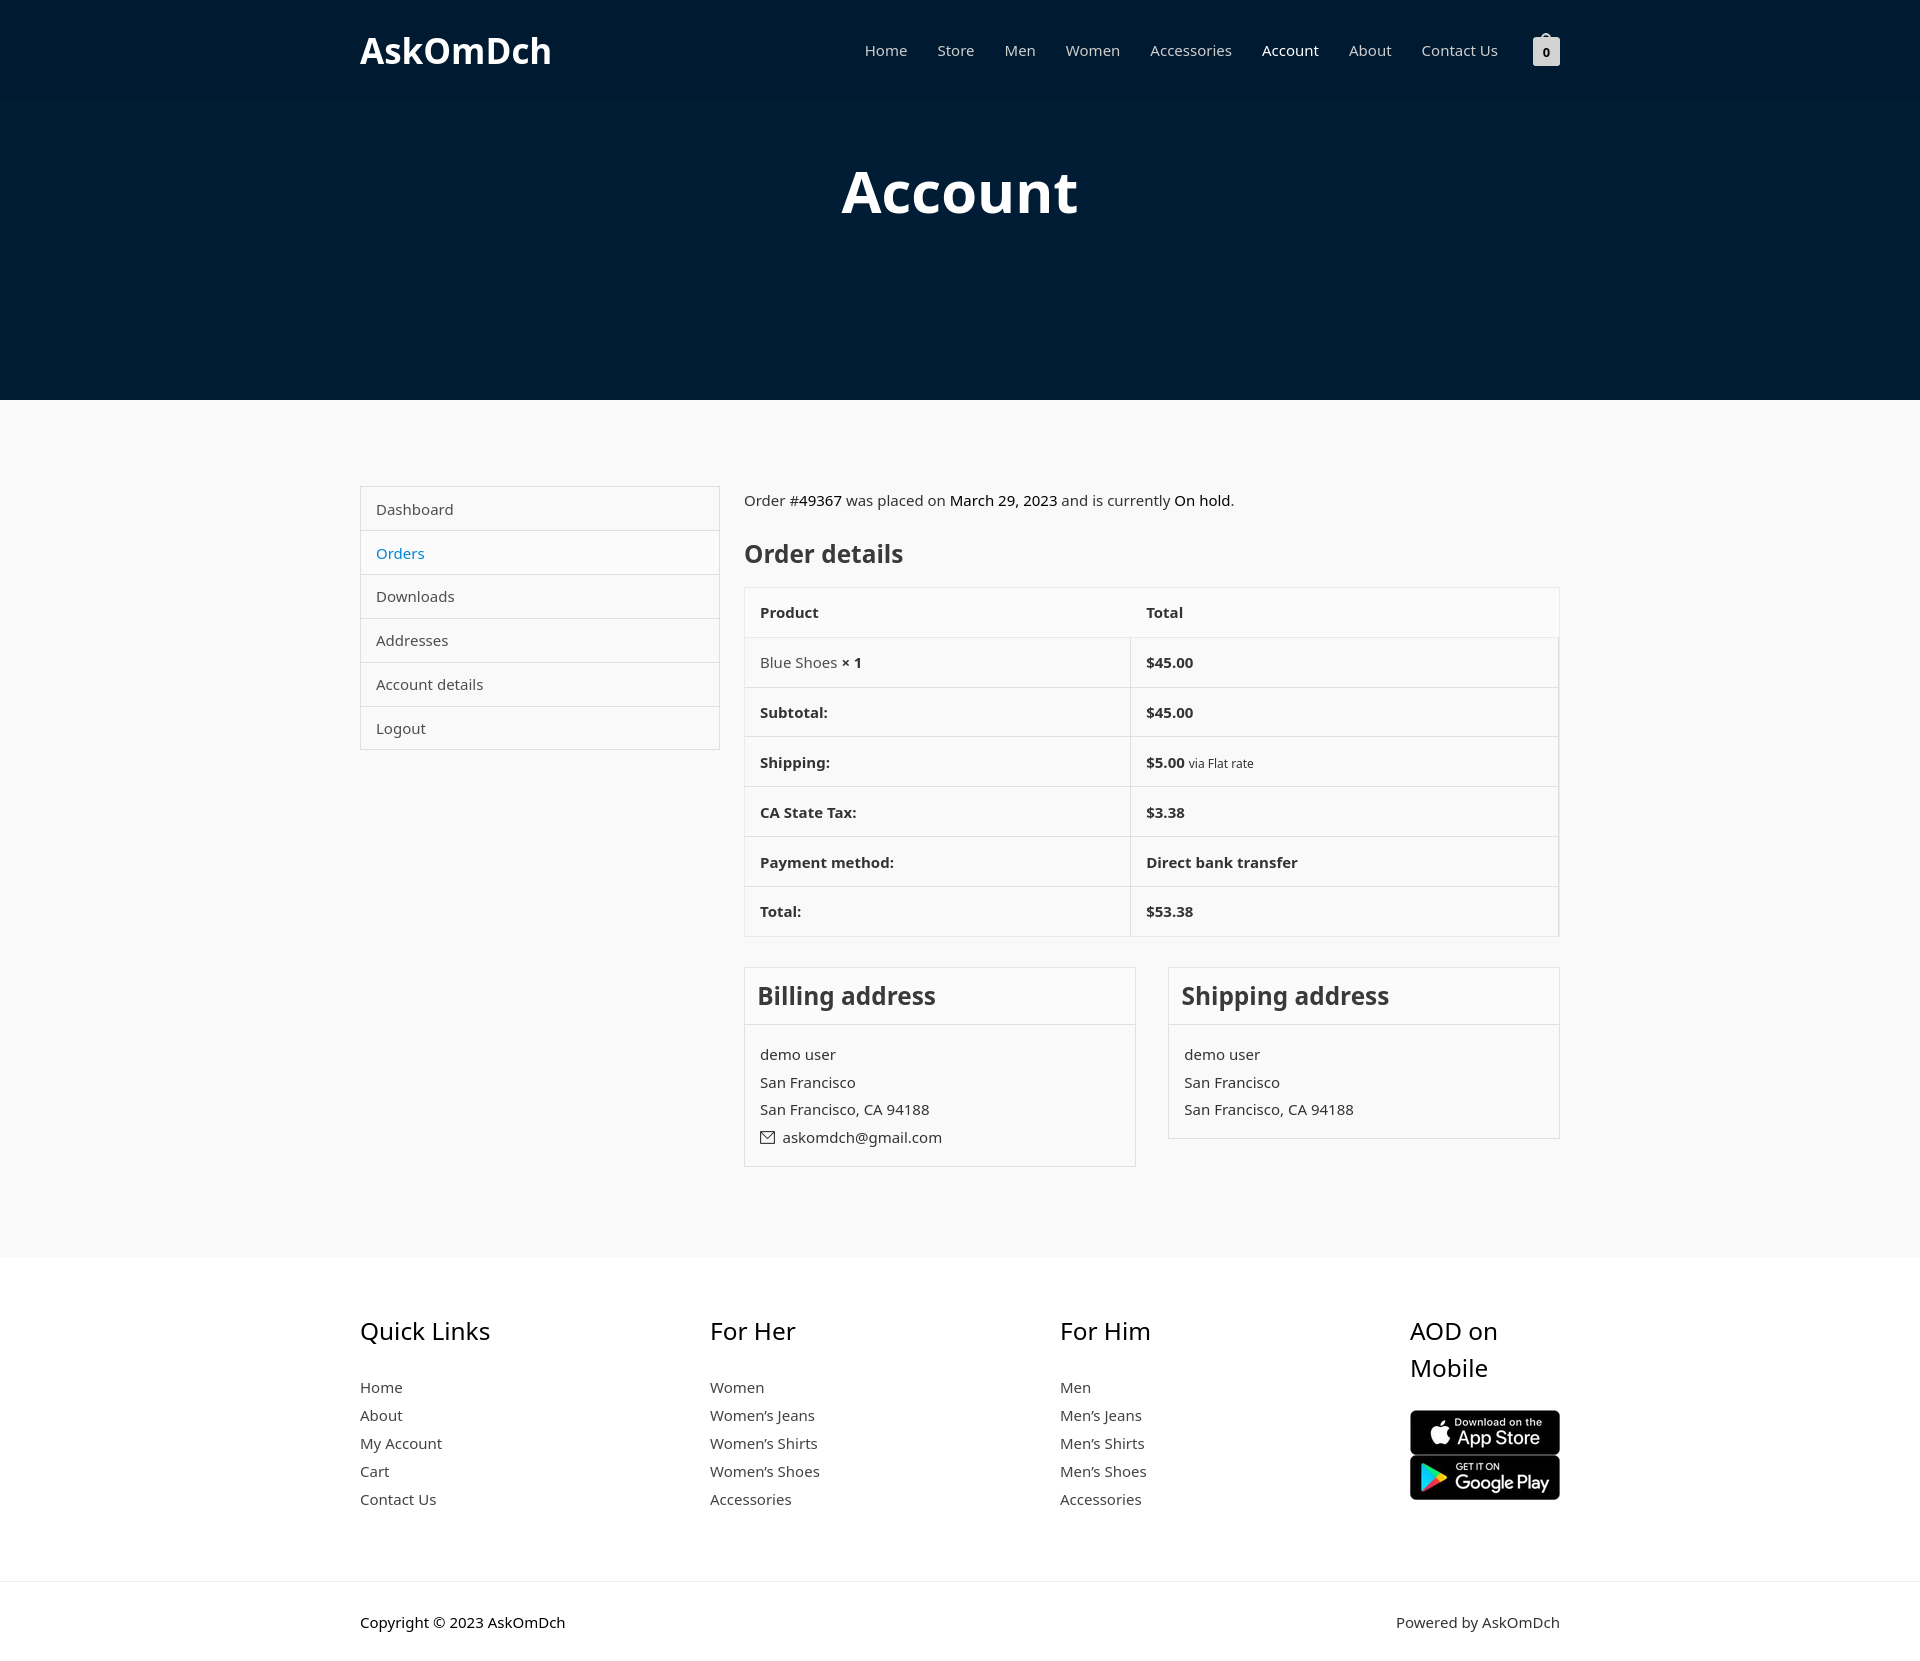 AskOmDch
Home Store Men Women Accessories Account About Contact Us 0
Account
Dashboard
Orders
Downloads
Addresses
Account details
Logout
Order #49367 was placed on March 29, 2023 and is currently On hold.
Order details
Product Total
Blue Shoes × 1 $45.00
Subtotal: $45.00
Shipping: $5.00 via Flat rate
CA State Tax: $3.38
Payment method: Direct bank transfer
Total: $53.38
Billing address
demo user
San Francisco
San Francisco, CA 94188
askomdch@gmail.com
Shipping address
demo user
San Francisco
San Francisco, CA 94188
Quick Links
Home
About
My Account
Cart
Contact Us
For Her
Women
Women’s Jeans
Women’s Shirts
Women’s Shoes
Accessories
For Him
Men
Men’s Jeans
Men’s Shirts
Men’s Shoes
Accessories
AOD on
Mobile
Download on the
App Store
GET IT ON
Google Play
Copyright © 2023 AskOmDch
Powered by AskOmDch